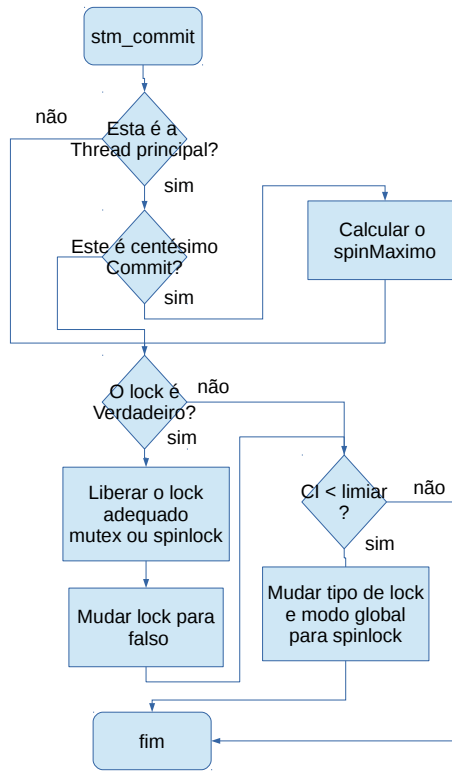 stm_commit
não
Esta é a
Thread principal?
sim
Este é centésimo
Commit?
sim
Calcular o
spinMaximo
O lock é
Verdadeiro?
não
sim
Liberar o lock
adequado
mutex ou spinlock
CI < limiar
?
não
sim
Mudar lock para
falso
Mudar tipo de lock
e modo global
para spinlock
fim